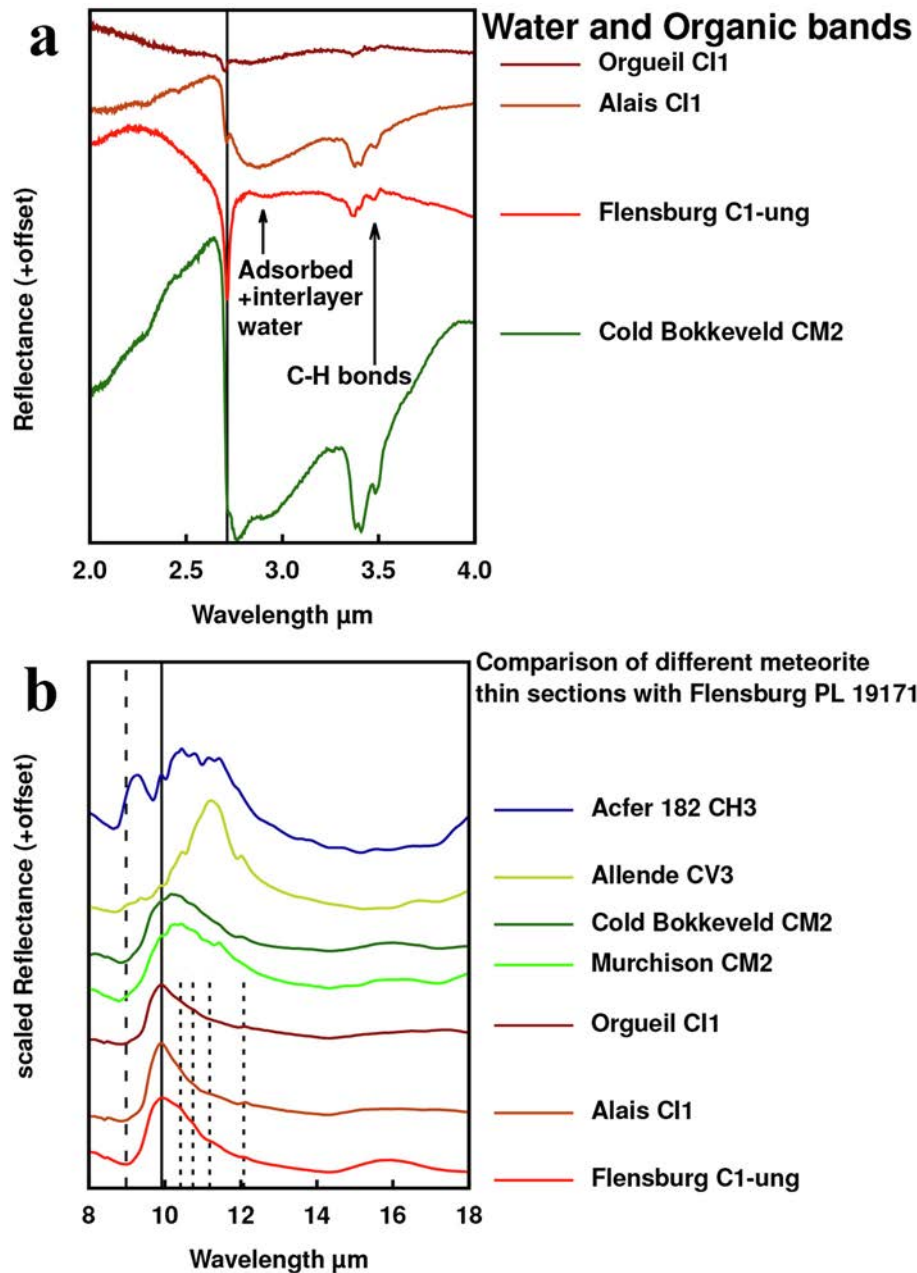 a
Water and Organic bands
Orgueil CI1
Alais CI1
Flensburg C1-ung
Cold Bokkeveld CM2
Reflectance (+offset)
Adsorbed
+interlayer
water
C-H bonds
2.0 2.5 3.0 3.5 4.0
Wavelength µm
b
Comparison of different meteorite
thin sections with Flensburg PL 19171
scaled Reflectance (+offset)
Acfer 182 CH3
Allende CV3
Cold Bokkeveld CM2
Murchison CM2
Orgueil CI1
Alais CI1
Flensburg C1-ung
8 10 12 14 16 18
Wavelength µm